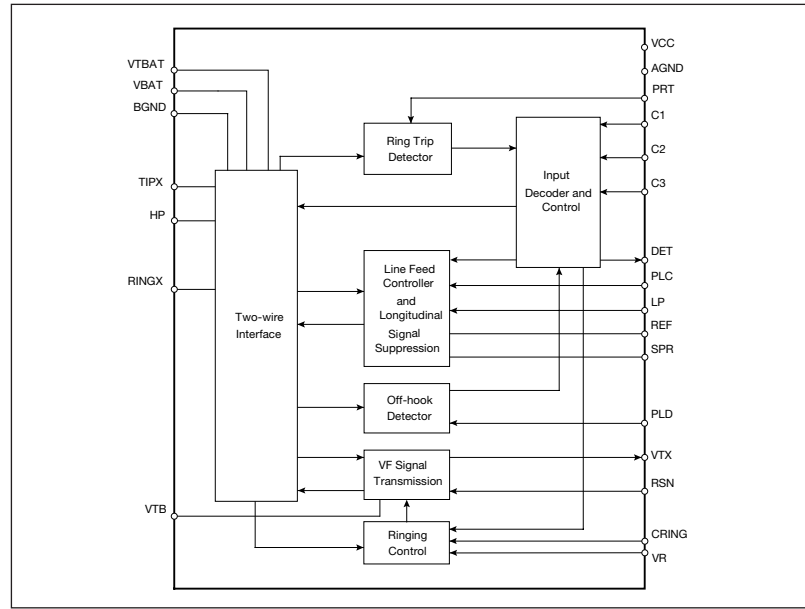 VTBAT
VBAT
BGND
TIPX
HP
RINGX
VTB
Two-wire
Interface
Ring Trip
Detector
Line Feed
Controller
and
Longitudinal
Signal
Suppression
Off-hook
Detector
VF Signal
Transmission
Ringing
Control
Input
Decoder and
Control
VCC
AGND
PRT
C1
C2
C3
DET
PLC
LP
REF
SPR
PLD
VTX
RSN
CRING
VR